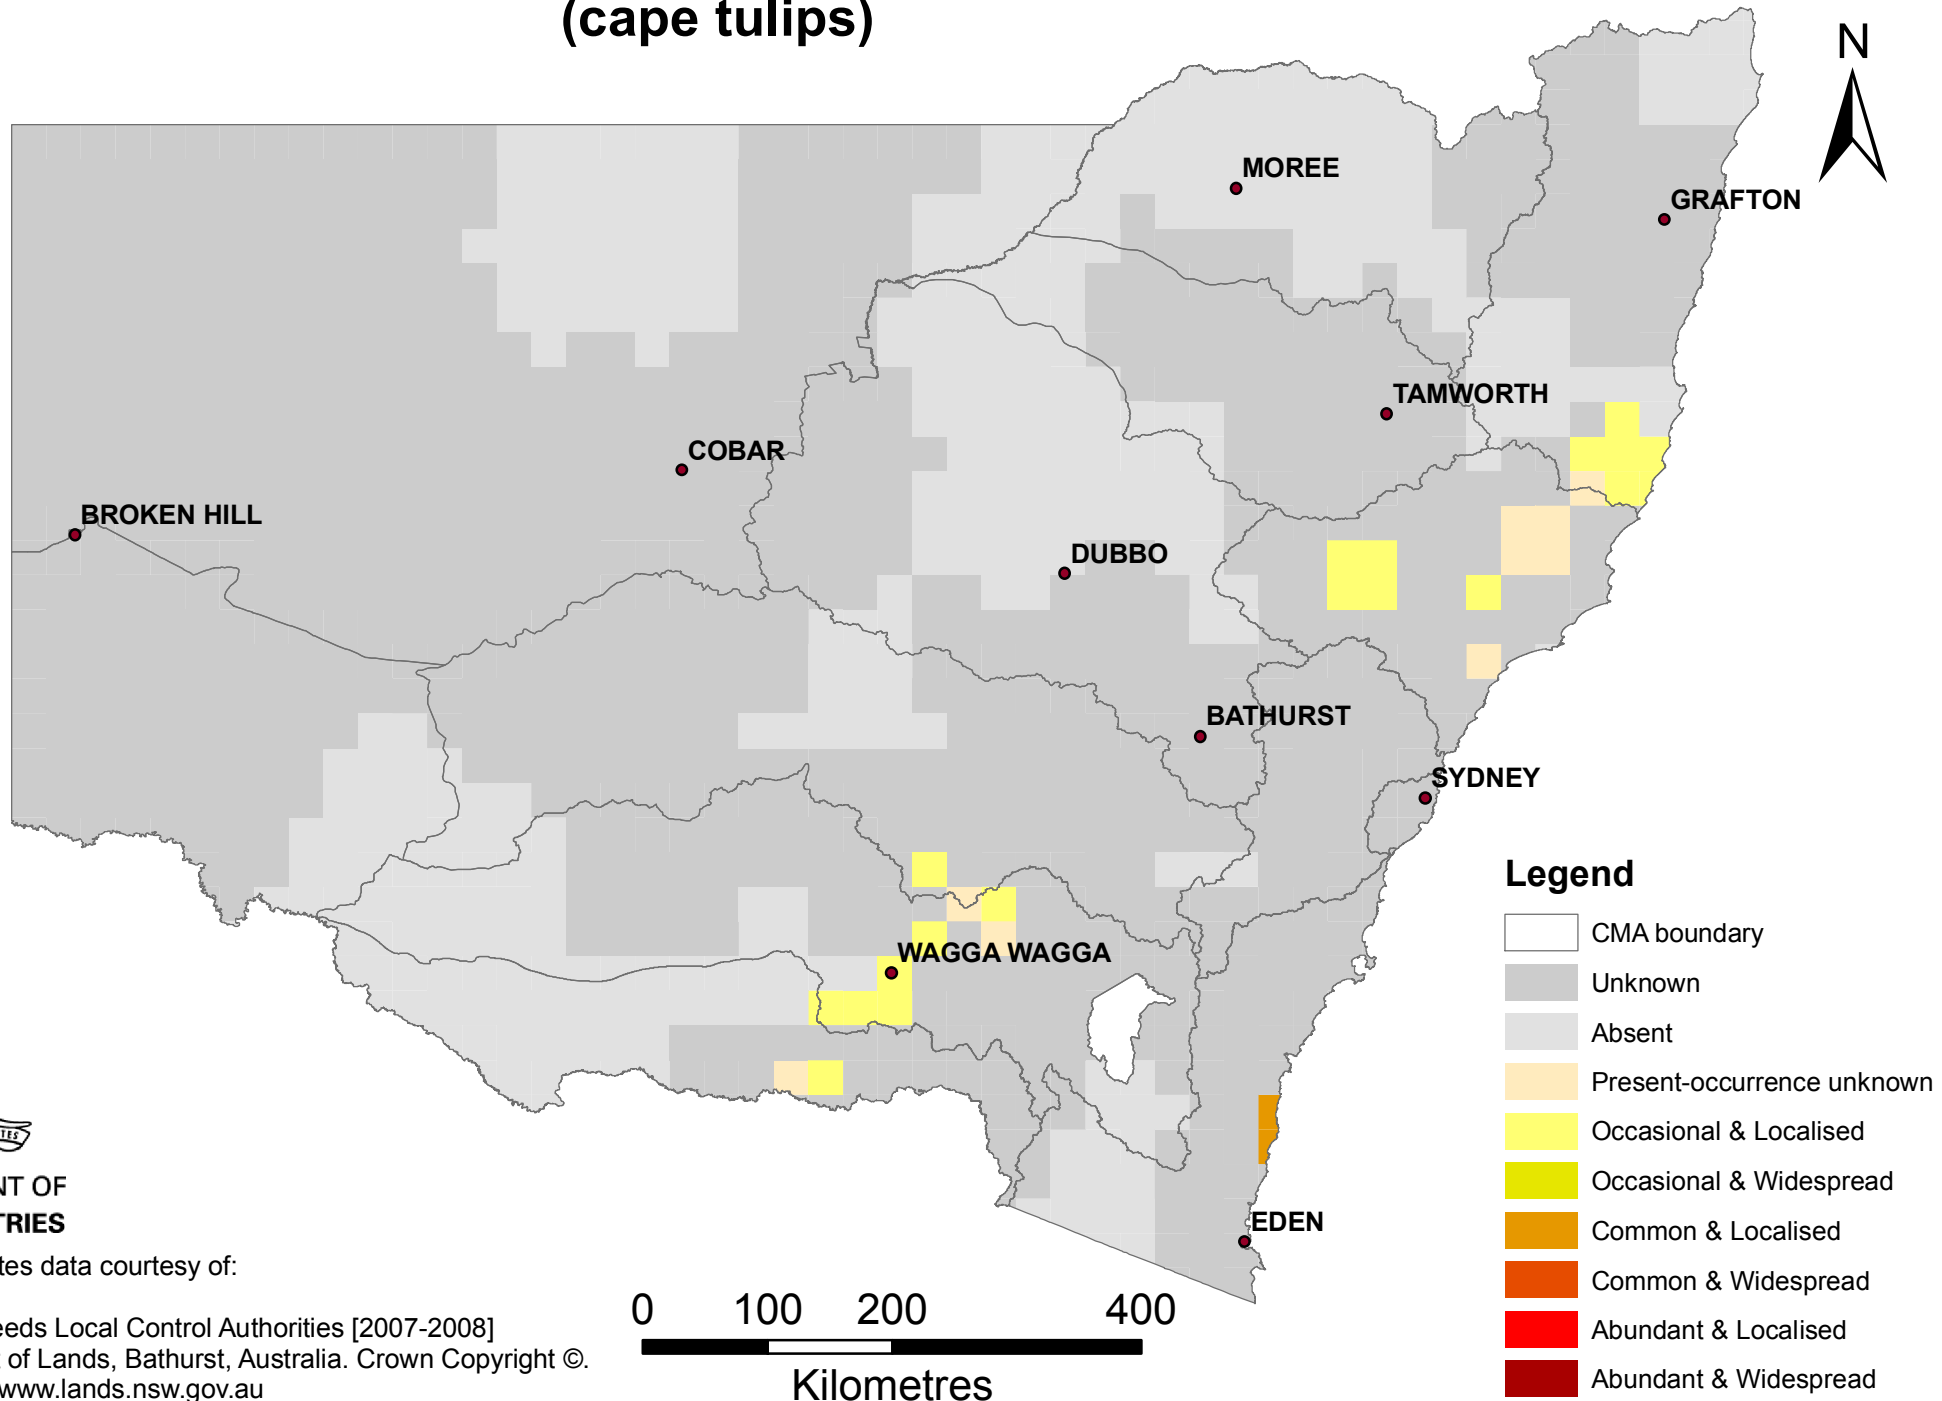 (cape tulips)
N
MOREE
GRAFTON
TAMWORTH
COBAR
BROKEN HILL
DUBBO
BATHURST
SYDNEY
WAGGA WAGGA
EDEN
Legend
CMA boundary
Unknown
Absent
Present-occurrence unknown
Occasional & Localised
Occasional & Widespread
Common & Localised
Common & Widespread
Abundant & Localised
Abundant & Widespread
NT OF
TRIES
tes data courtesy of:
eeds Local Control Authorities [2007-2008]
t of Lands, Bathurst, Australia. Crown Copyright ©.
www.lands.nsw.gov.au
0 100 200 400
Kilometres